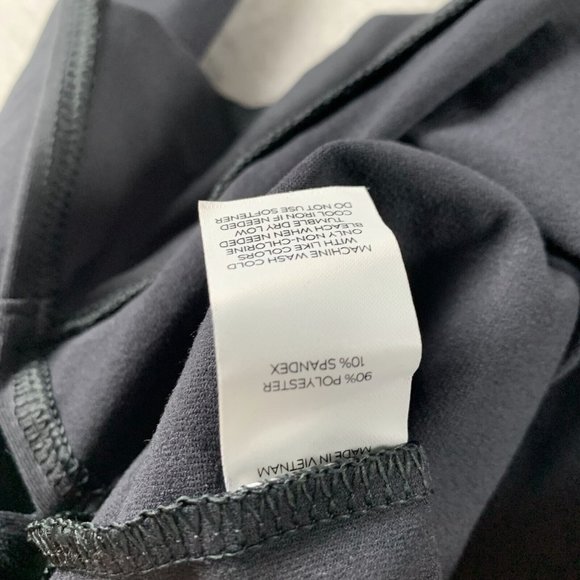 MADE IN VIETNAM
90% POLYESTER
10% SPANDEX
MACHINE WASH COLD
WITH LIKE COLORS
ONLY NON-CHLORINE
BLEACH WHEN NEEDED
TUMBLE DRY LOW
COOL IRON IF NEEDED
DO NOT USE SOFTENER